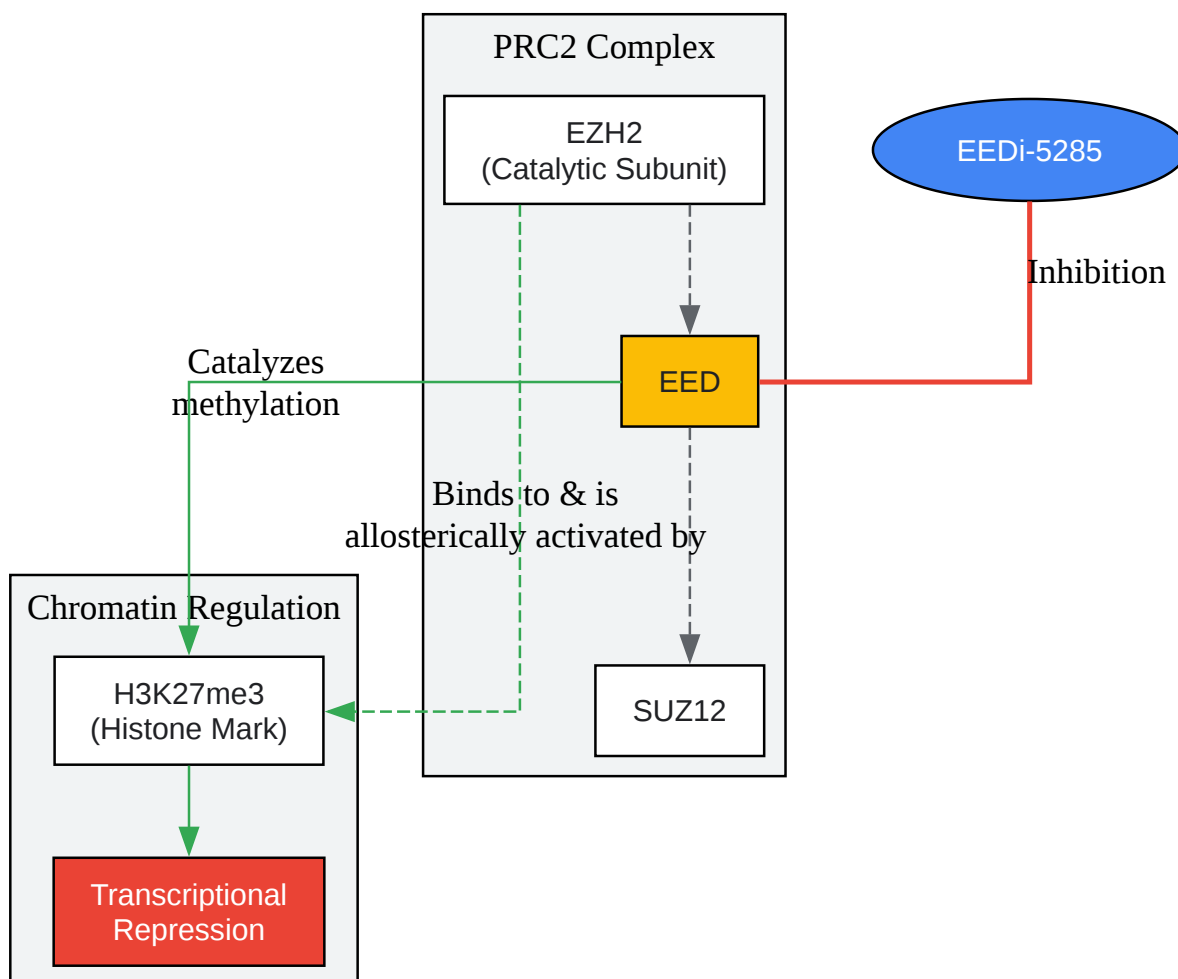 PRC2 Complex
EZH2
(Catalytic Subunit)
EEDi-5285
Inhibition
Catalyzes
methylation
EED
Binds to & is
allosterically activated by
Chromatin Regulation
H3K27me3
(Histone Mark)
SUZ12
Transcriptional
Repression